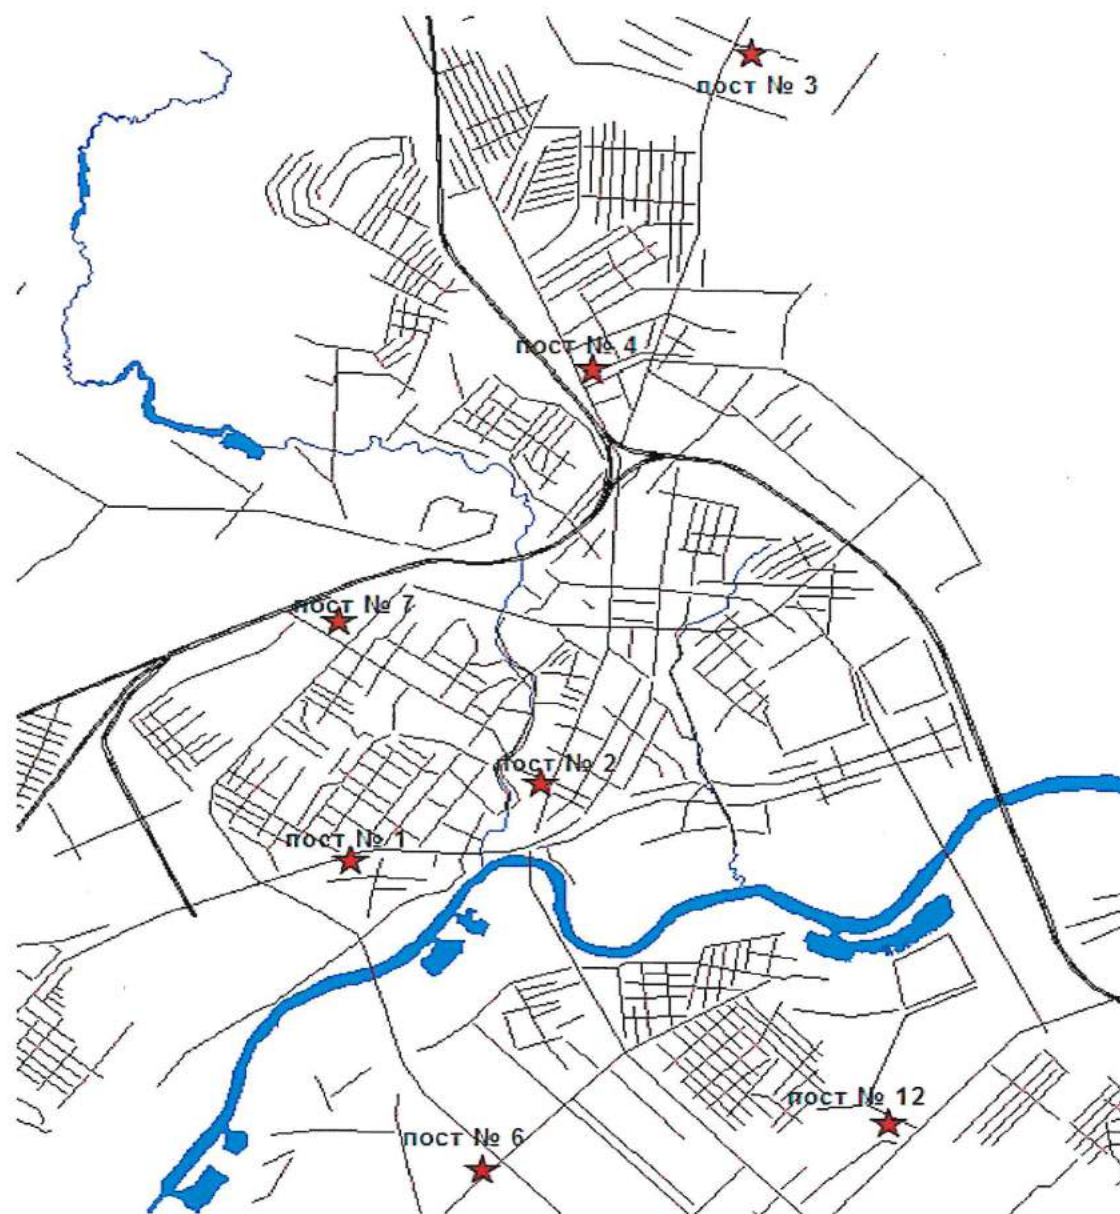 пост № 3
пост № 4
пост № 7
пост № 2
пост № 1
пост № 12
пост № 6